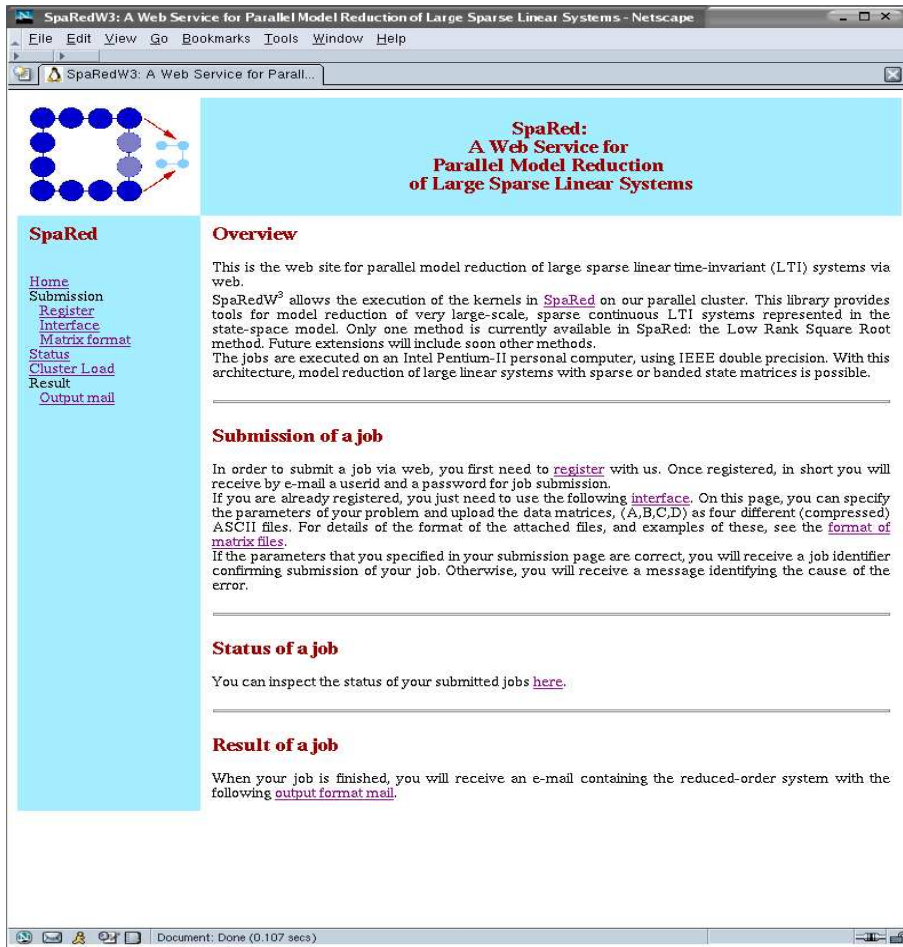 SpaRedW3: A Web Service for Parallel Model Reduction of Large Sparse Linear Systems - Netscape
File Edit View Go Bookmarks Tools Window Help
SpaRedW3: A Web Service for Parall...
SpaRed:
A Web Service for
Parallel Model Reduction
of Large Sparse Linear Systems
SpaRed
Home
Submission
Register
Interface
Matrix format
Status
Cluster Load
Result
Output mail
Overview
This is the web site for parallel model reduction of large sparse linear time-invariant (LTI) systems via
web.
SpaRedW³ allows the execution of the kernels in SpaRed on our parallel cluster. This library provides
tools for model reduction of very large-scale, sparse continuous LTI systems represented in the
state-space model. Only one method is currently available in SpaRed: the Low Rank Square Root
method. Future extensions will include soon other methods.
The jobs are executed on an Intel Pentium-II personal computer, using IEEE double precision. With this
architecture, model reduction of large linear systems with sparse or banded state matrices is possible.
Submission of a job
In order to submit a job via web, you first need to register with us. Once registered, in short you will
receive by e-mail a userid and a password for job submission.
If you are already registered, you just need to use the following interface. On this page, you can specify
the parameters of your problem and upload the data matrices, (A,B,C,D) as four different (compressed)
ASCII files. For details of the format of the attached files, and examples of these, see the format of
matrix files.
If the parameters that you specified in your submission page are correct, you will receive a job identifier
confirming submission of your job. Otherwise, you will receive a message identifying the cause of the
error.
Status of a job
You can inspect the status of your submitted jobs here.
Result of a job
When your job is finished, you will receive an e-mail containing the reduced-order system with the
following output format mail.
Document: Done (0.107 secs)